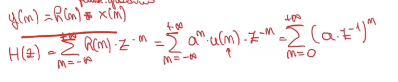 y(m) = h(m) * x(m)
H(z) = Σ_{m=-∞}^{+∞} h(m)·z^{-m} = Σ_{m=-∞}^{+∞} a^m·u(m)·z^{-m} = Σ_{m=0}^{+∞} (a·z^{-1})^m